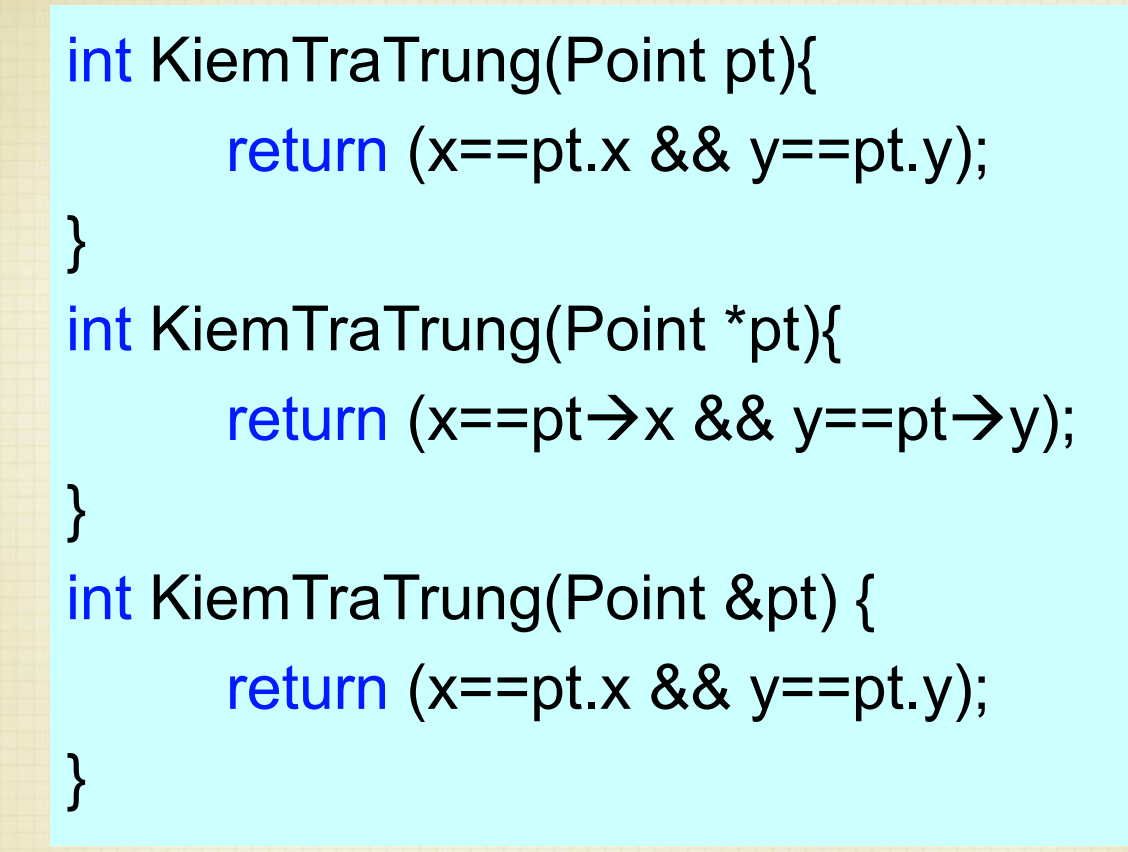 int KiemTraTrung(Point pt){
return (x==pt.x && y==pt.y);
}
int KiemTraTrung(Point *pt){
return (x==pt→x && y==pt→y);
}
int KiemTraTrung(Point &pt) {
return (x==pt.x && y==pt.y);
}